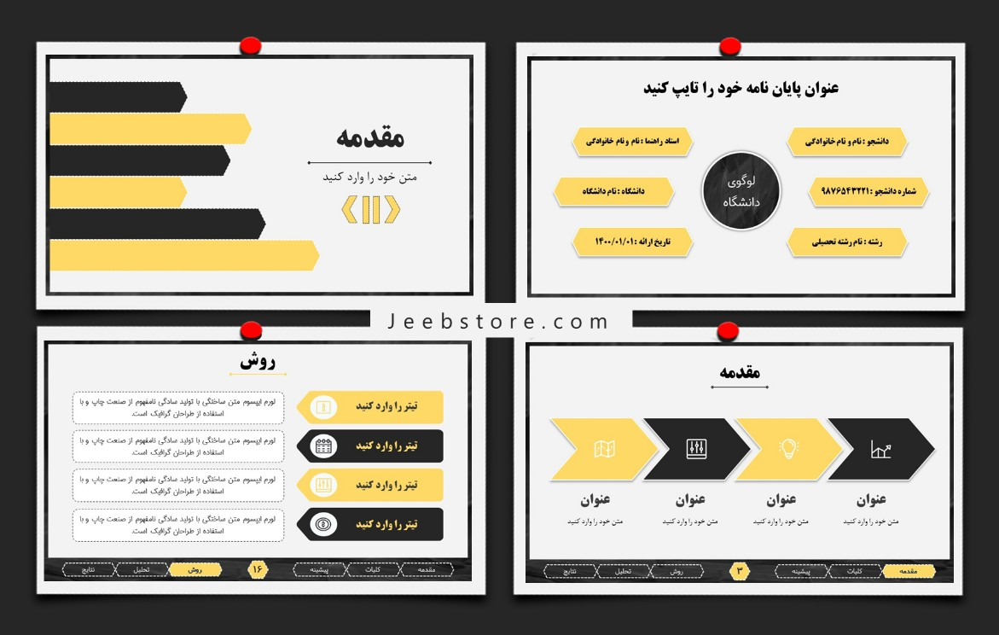 عنوان پایان نامه خود را تایپ کنید
دانشجو : نام و نام خانوادگی
استاد راهنما : نام و نام خانوادگی
لوگوی
دانشگاه
شماره دانشجو : ۹۸۷۶۵۴۳۲۲۱
دانشگاه : نام دانشگاه
رشته : نام رشته تحصیلی
تاریخ ارائه : ۱۴۰۰/۰۱/۰۱
مقدمه
متن خود را وارد کنید
Jeebstore.com
مقدمه
عنوان
متن خود را وارد کنید
عنوان
متن خود را وارد کنید
عنوان
متن خود را وارد کنید
عنوان
متن خود را وارد کنید
مقدمه
کلیات
پیشینه
۳
روش
تحلیل
نتایج
روش
تیتر را وارد کنید
لورم ایپسوم متن ساختگی با تولید سادگی نامفهوم از صنعت چاپ و با
استفاده از طراحان گرافیک است.
تیتر را وارد کنید
لورم ایپسوم متن ساختگی با تولید سادگی نامفهوم از صنعت چاپ و با
استفاده از طراحان گرافیک است.
تیتر را وارد کنید
لورم ایپسوم متن ساختگی با تولید سادگی نامفهوم از صنعت چاپ و با
استفاده از طراحان گرافیک است.
تیتر را وارد کنید
لورم ایپسوم متن ساختگی با تولید سادگی نامفهوم از صنعت چاپ و با
استفاده از طراحان گرافیک است.
مقدمه
کلیات
پیشینه
۱۶
روش
تحلیل
نتایج